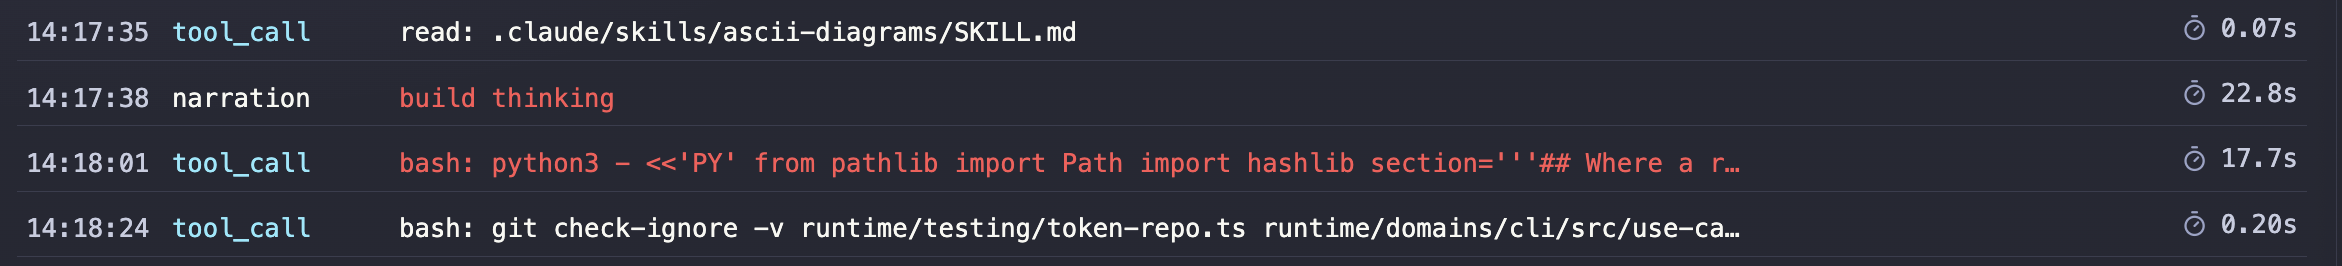 14:17:35 tool_call read: .claude/skills/ascii-diagrams/SKILL.md 0.07s
14:17:38 narration build thinking 22.8s
14:18:01 tool_call bash: python3 - <<'PY' from pathlib import Path import hashlib section='''## Where a r… 17.7s
14:18:24 tool_call bash: git check-ignore -v runtime/testing/token-repo.ts runtime/domains/cli/src/use-ca… 0.20s